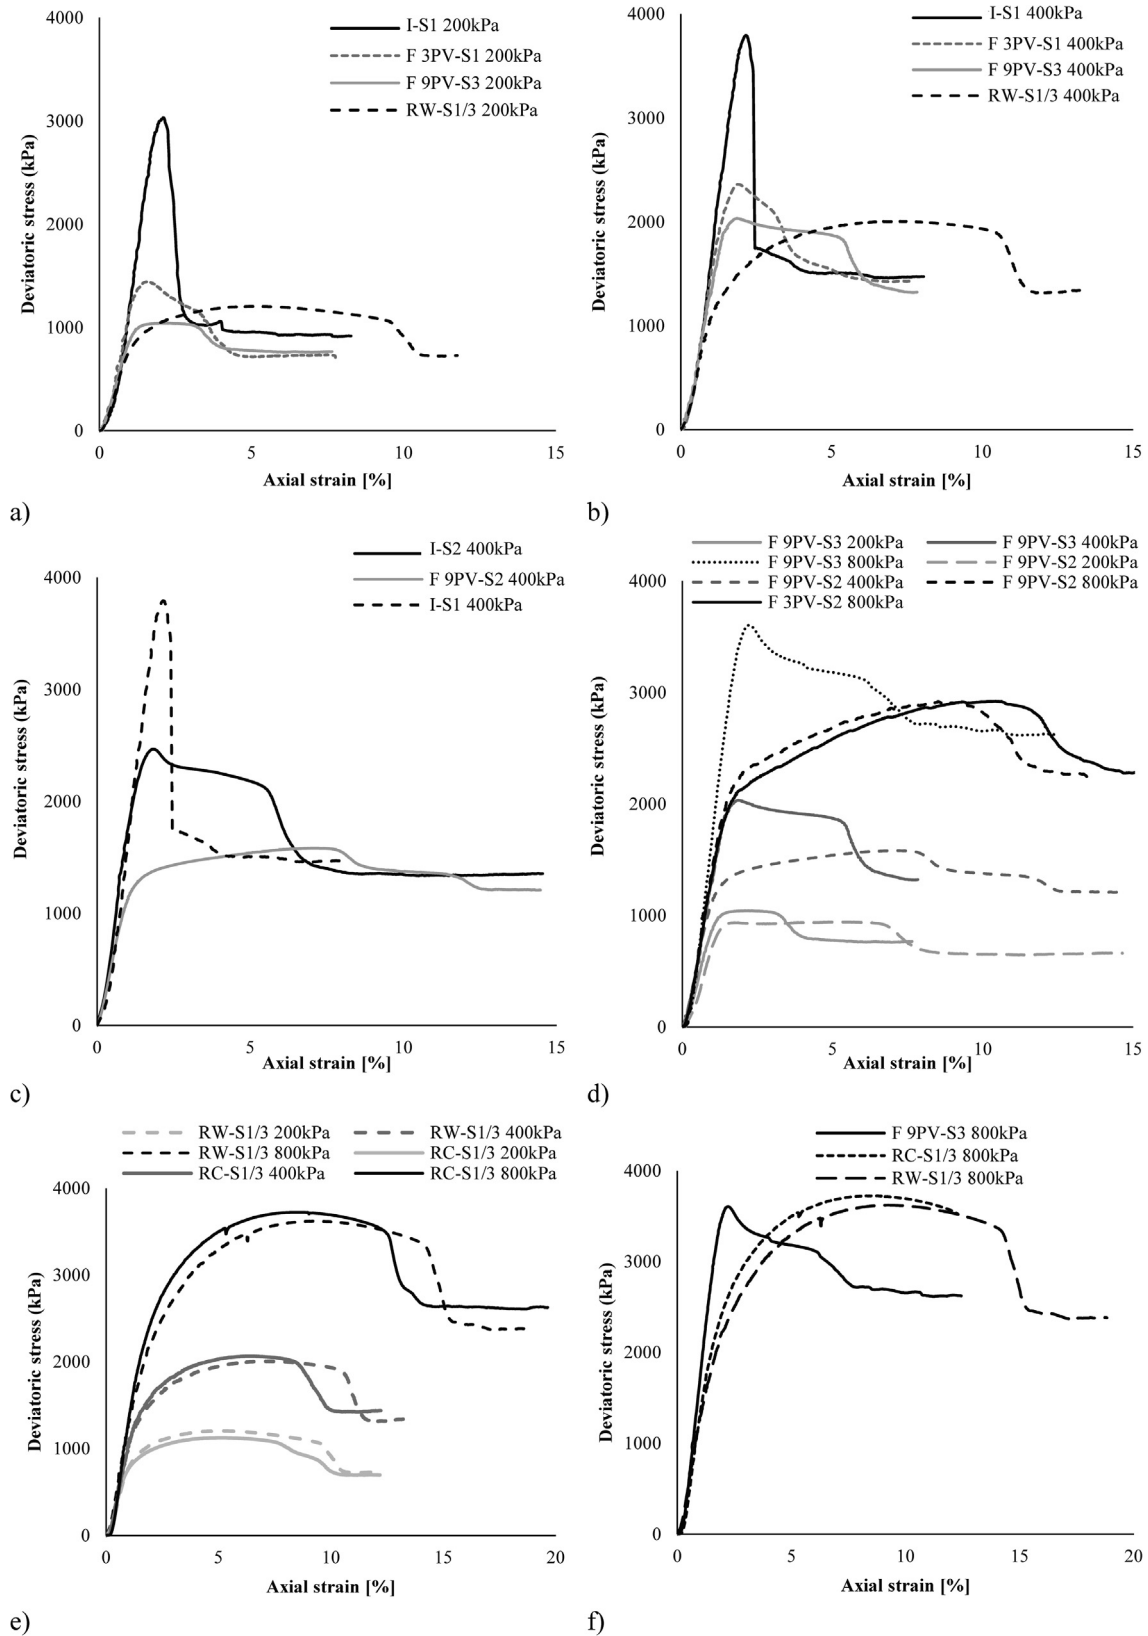 4000
3000
2000
1000
0
Deviatoric stress (kPa)
I-S1 200kPa
F 3PV-S1 200kPa
F 9PV-S3 200kPa
RW-S1/3 200kPa
0 5 10 15
Axial strain [%]
a)
4000
3000
2000
1000
0
Deviatoric stress (kPa)
I-S1 400kPa
F 3PV-S1 400kPa
F 9PV-S3 400kPa
RW-S1/3 400kPa
0 5 10 15
Axial strain [%]
b)
I-S2 400kPa
F 9PV-S2 400kPa
I-S1 400kPa
4000
3000
2000
1000
0
Deviatoric stress (kPa)
0 5 10 15
Axial strain [%]
c)
F 9PV-S3 200kPa F 9PV-S3 400kPa
F 9PV-S3 800kPa F 9PV-S2 200kPa
F 9PV-S2 400kPa F 9PV-S2 800kPa
F 3PV-S2 800kPa
4000
3000
2000
1000
0
Deviatoric stress (kPa)
0 5 10 15
Axial strain [%]
d)
RW-S1/3 200kPa RW-S1/3 400kPa
RW-S1/3 800kPa RC-S1/3 200kPa
RC-S1/3 400kPa RC-S1/3 800kPa
4000
3000
2000
1000
0
Deviatoric stress (kPa)
0 5 10 15 20
Axial strain [%]
e)
F 9PV-S3 800kPa
RC-S1/3 800kPa
RW-S1/3 800kPa
4000
3000
2000
1000
0
Deviatoric stress (kPa)
0 5 10 15 20
Axial strain [%]
f)